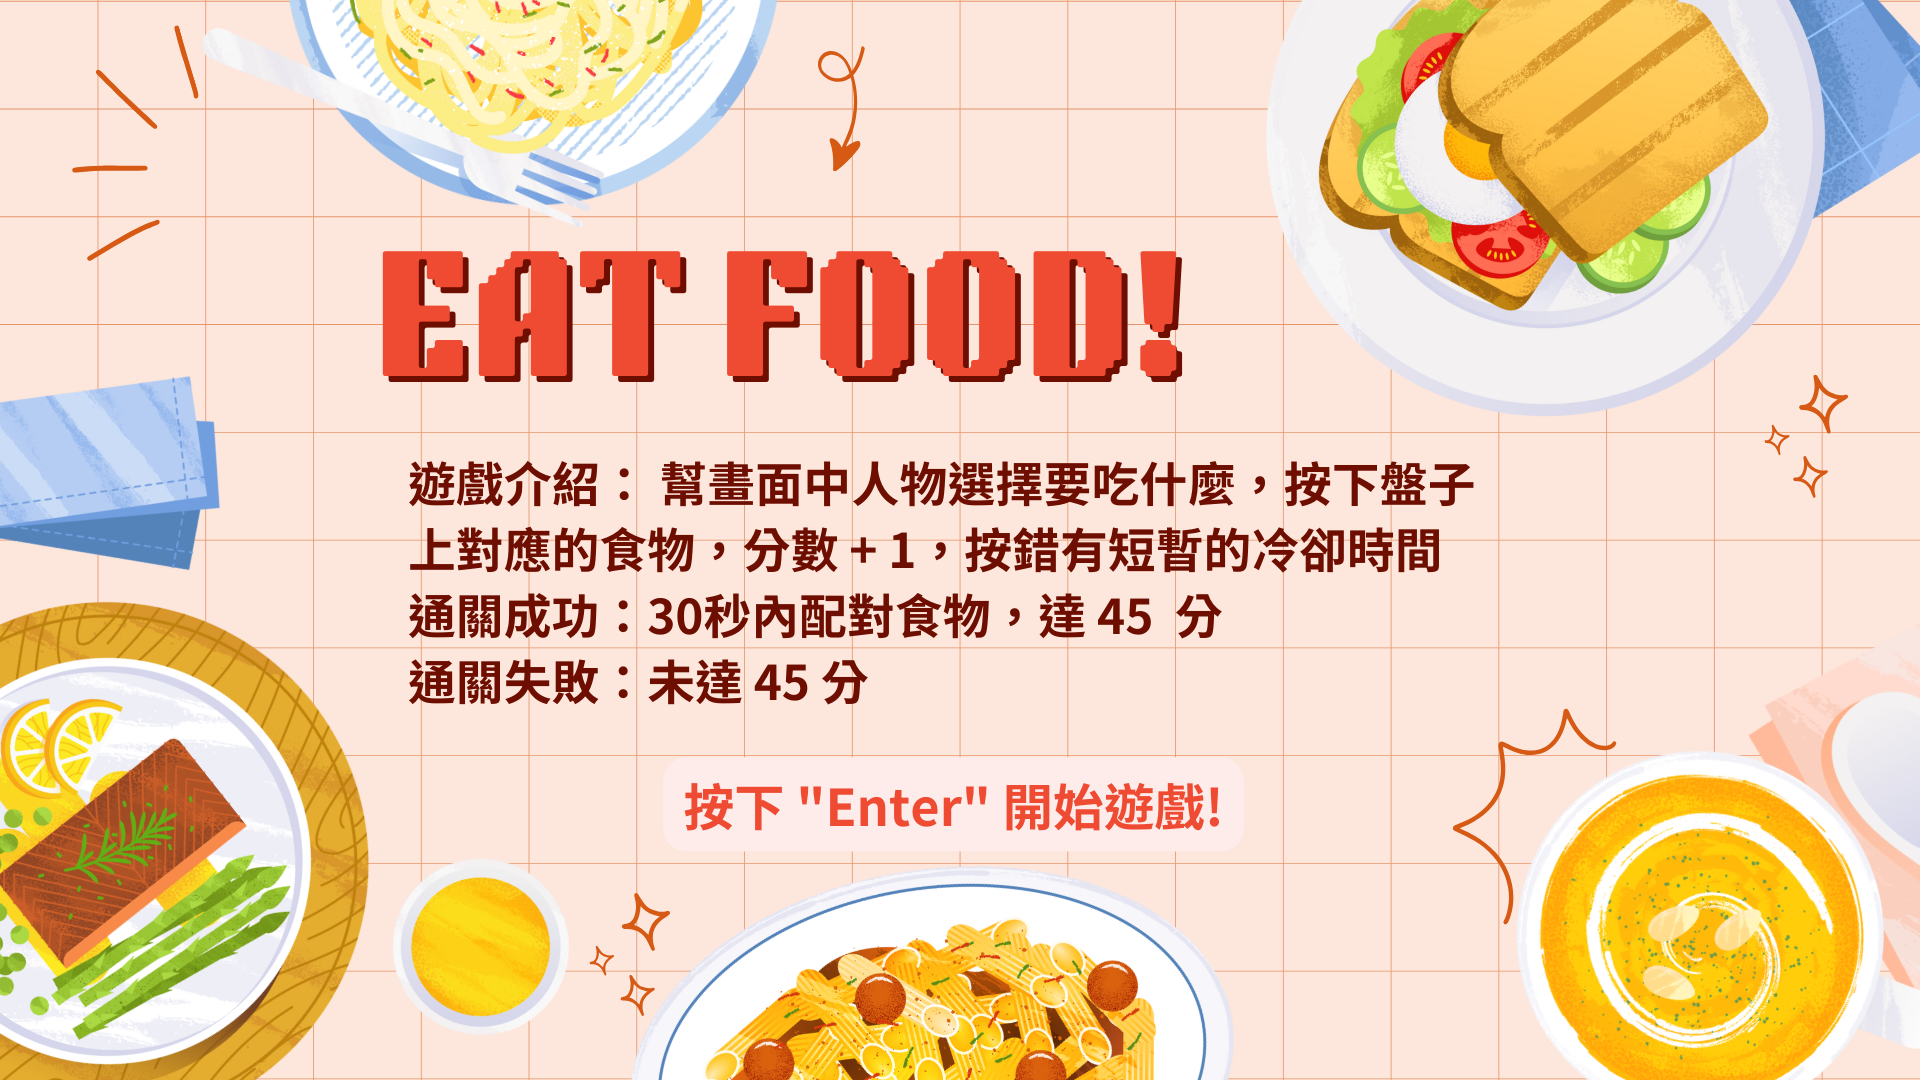 EAT FOOD!
遊戲介紹： 幫畫面中人物選擇要吃什麼，按下盤子
上對應的食物，分數 + 1，按錯有短暫的冷卻時間
通關成功：30秒內配對食物，達 45 分
通關失敗：未達 45 分
按下 "Enter" 開始遊戲!